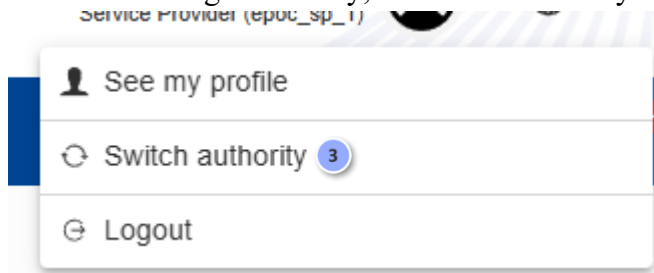 Service Provider (epoc_sp_1)
See my profile
Switch authority 3
Logout